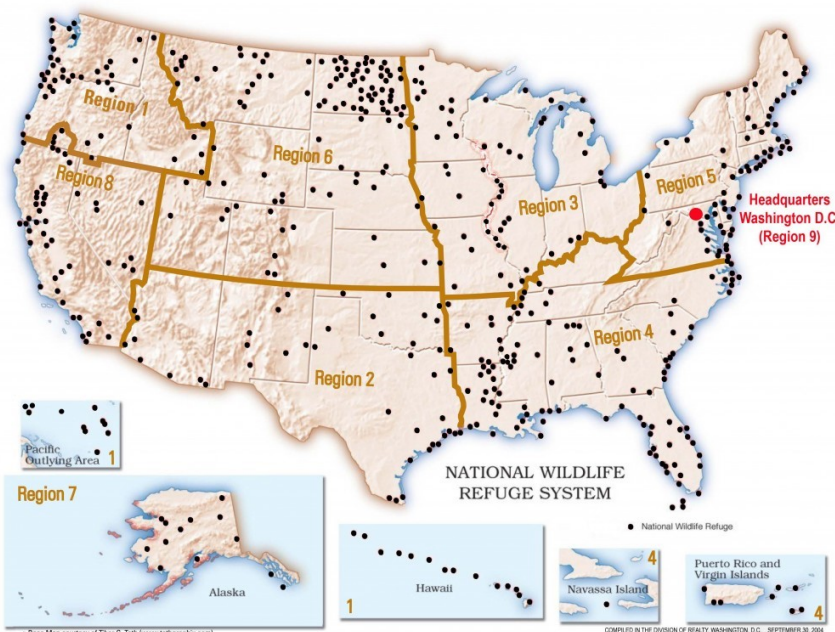 Region 1
Region 8
Region 6
Region 3
Region 5
Headquarters
Washington D.C
(Region 9)
Region 4
Region 2
Pacific
Outlying Area
1
NATIONAL WILDLIFE
REFUGE SYSTEM
National Wildlife Refuge
Region 7
Alaska
Hawaii
1
4
Navassa Island
Puerto Rico and
Virgin Islands
4
COMPILED IN THE DIVISION OF REALTY WASHINGTON, D.C. SEPTEMBER 30, 2004